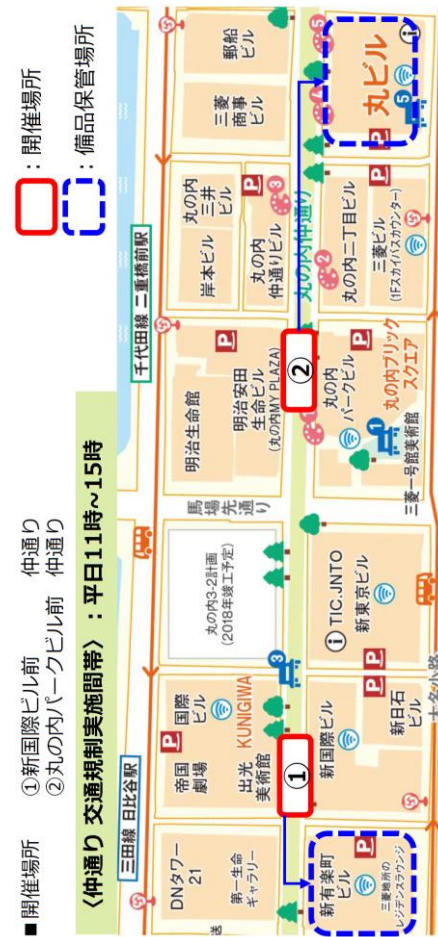 ■ 開催場所
①新国際ビル前 仲通り
②丸の内パークビル前 仲通り
：開催場所
：備品保管場所
〈仲通り 交通規制実施間帯〉：平日11時~15時
三田線 日比谷駅
千代田線 二重橋前駅
DNタワー
21
第一生命
ギャラリー
帝国
劇場
国際
ビル
出光
美術館
KUNIGIWA
丸の内3-2計画
(2018年竣工予定)
馬場先通り
明治生命館
明治安田
生命ビル
(丸の内MY PLAZA)
岸本ビル
丸の内
三井
ビル
丸の内
仲通りビル
三菱
商事
ビル
郵船
ビル
丸の内仲通り
①
②
3
3
2
4
5
新有楽町
ビル
三菱地所の
レジデンスラウンジ
新国際ビル
新日石
ビル
TIC.JNTO
新東京ビル
丸の内
パークビル
丸の内ブリック
スクエア
三菱一号館美術館
1
丸の内二丁目ビル
三菱ビル
(1Fスカイバスカウンター)
丸ビル
5
P
P
P
P
P
P
P
P
P
P
i
i
送